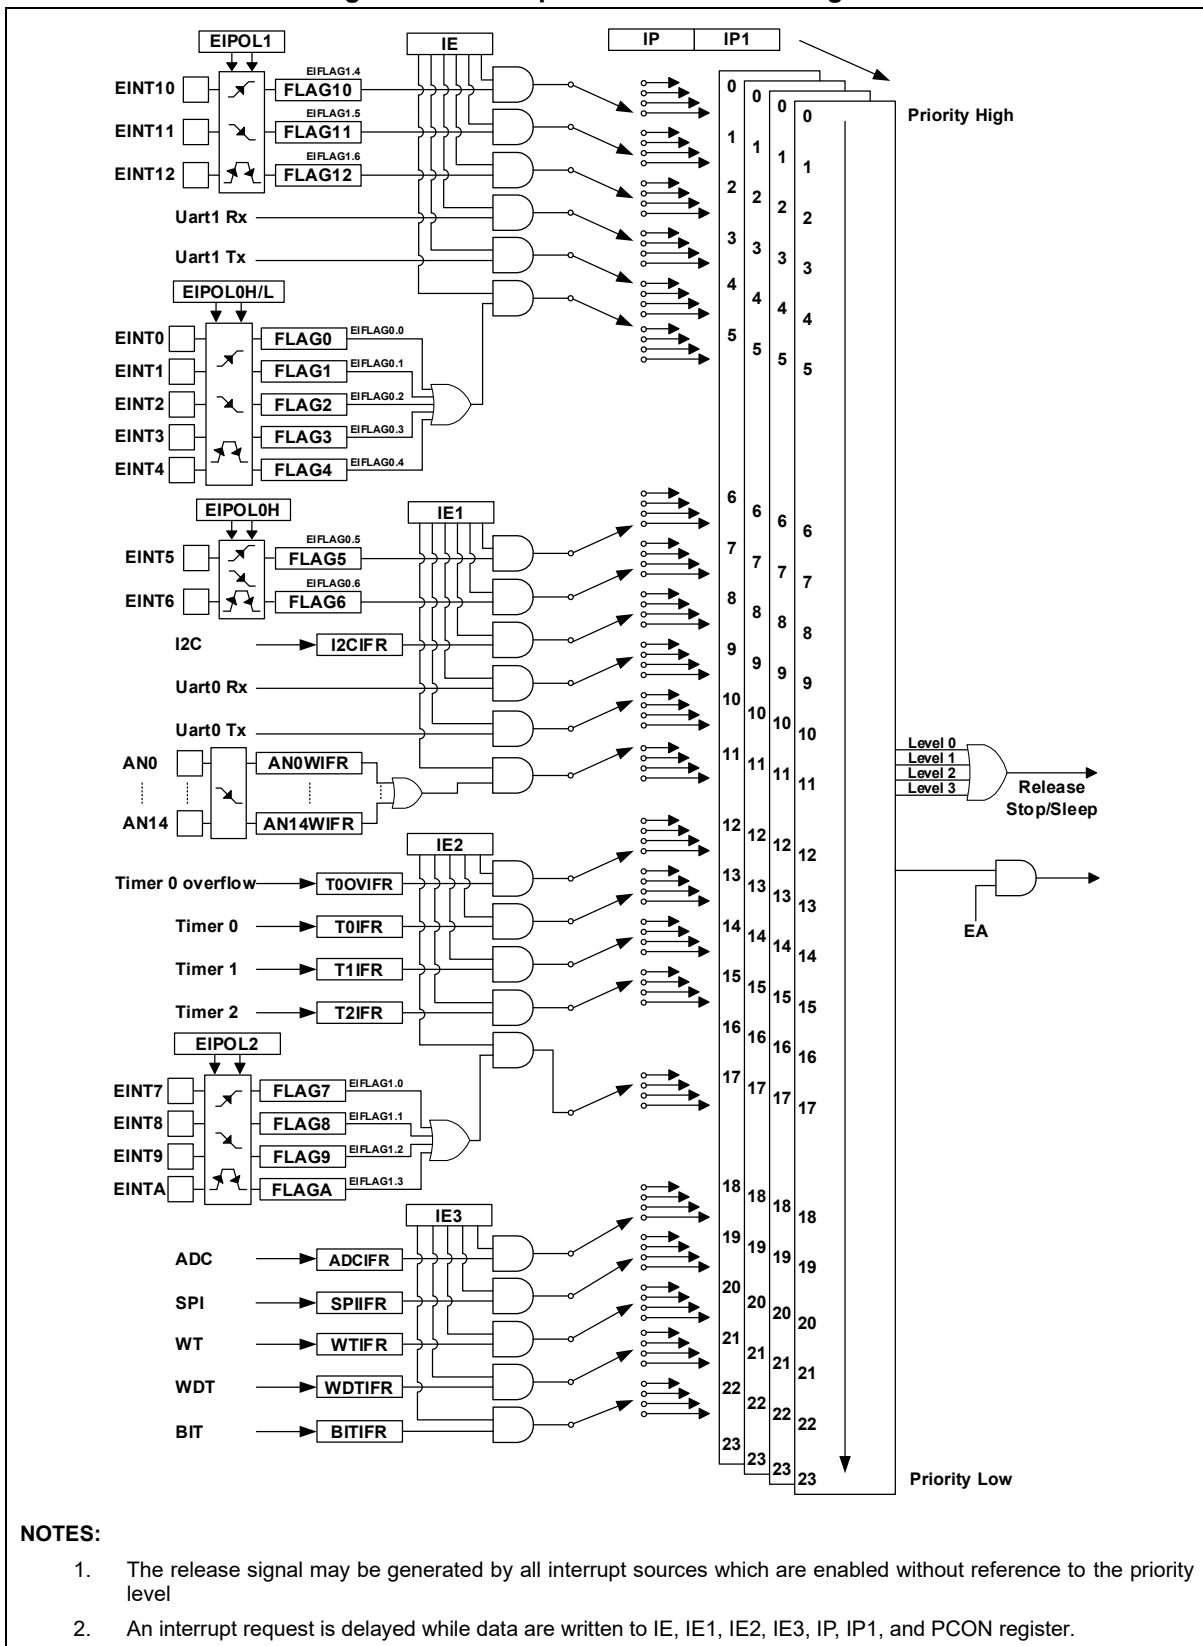 IE
IP IP1
EIPOL1
EINT10
EIFLAG1.4
FLAG10
EINT11
EIFLAG1.5
FLAG11
EINT12
EIFLAG1.6
FLAG12
Uart1 Rx
Uart1 Tx
EIPOL0H/L
EINT0
FLAG0
EIFLAG0.0
EINT1
FLAG1
EIFLAG0.1
EINT2
FLAG2
EIFLAG0.2
EINT3
FLAG3
EIFLAG0.3
EINT4
FLAG4
EIFLAG0.4
EIPOL0H
IE1
EINT5
EIFLAG0.5
FLAG5
EINT6
EIFLAG0.6
FLAG6
I2C
I2CIFR
Uart0 Rx
Uart0 Tx
AN0
AN0WIFR
AN14
AN14WIFR
IE2
Timer 0 overflow
T0OVIFR
Timer 0
T0IFR
Timer 1
T1IFR
Timer 2
T2IFR
EIPOL2
EINT7
FLAG7
EIFLAG1.0
EINT8
FLAG8
EIFLAG1.1
EINT9
FLAG9
EIFLAG1.2
EINTA
FLAGA
EIFLAG1.3
IE3
ADC
ADCIFR
SPI
SPIIFR
WT
WTIFR
WDT
WDTIFR
BIT
BITIFR
0 0 0 0
1 1 1 1
2 2 2 2
3 3 3 3
4 4 4 4
5 5 5 5
6 6 6 6
7 7 7 7
8 8 8 8
9 9 9 9
10 10 10 10
11 11 11 11
12 12 12 12
13 13 13 13
14 14 14 14
15 15 15 15
16 16 16 16
17 17 17 17
18 18 18 18
19 19 19 19
20 20 20 20
21 21 21 21
22 22 22 22
23 23 23 23
Priority High
Level 0
Level 1
Level 2
Level 3
Release
Stop/Sleep
EA
Priority Low
NOTES:
1. The release signal may be generated by all interrupt sources which are enabled without reference to the priority
level
2. An interrupt request is delayed while data are written to IE, IE1, IE2, IE3, IP, IP1, and PCON register.